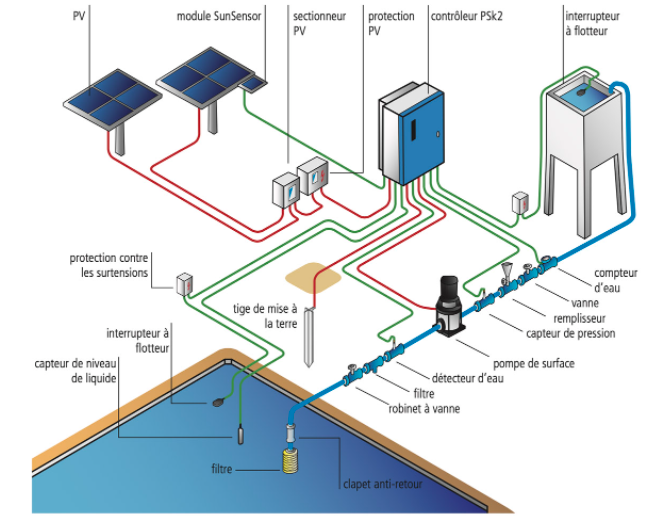 PV
module SunSensor
sectionneur
PV
protection
PV
contrôleur PSk2
interrupteur
à flotteur
protection contre
les surtensions
tige de mise à
la terre
compteur
d'eau
vanne
remplisseur
capteur de pression
interrupteur à
flotteur
capteur de niveau
de liquide
pompe de surface
détecteur d'eau
filtre
robinet à vanne
filtre
clapet anti-retour